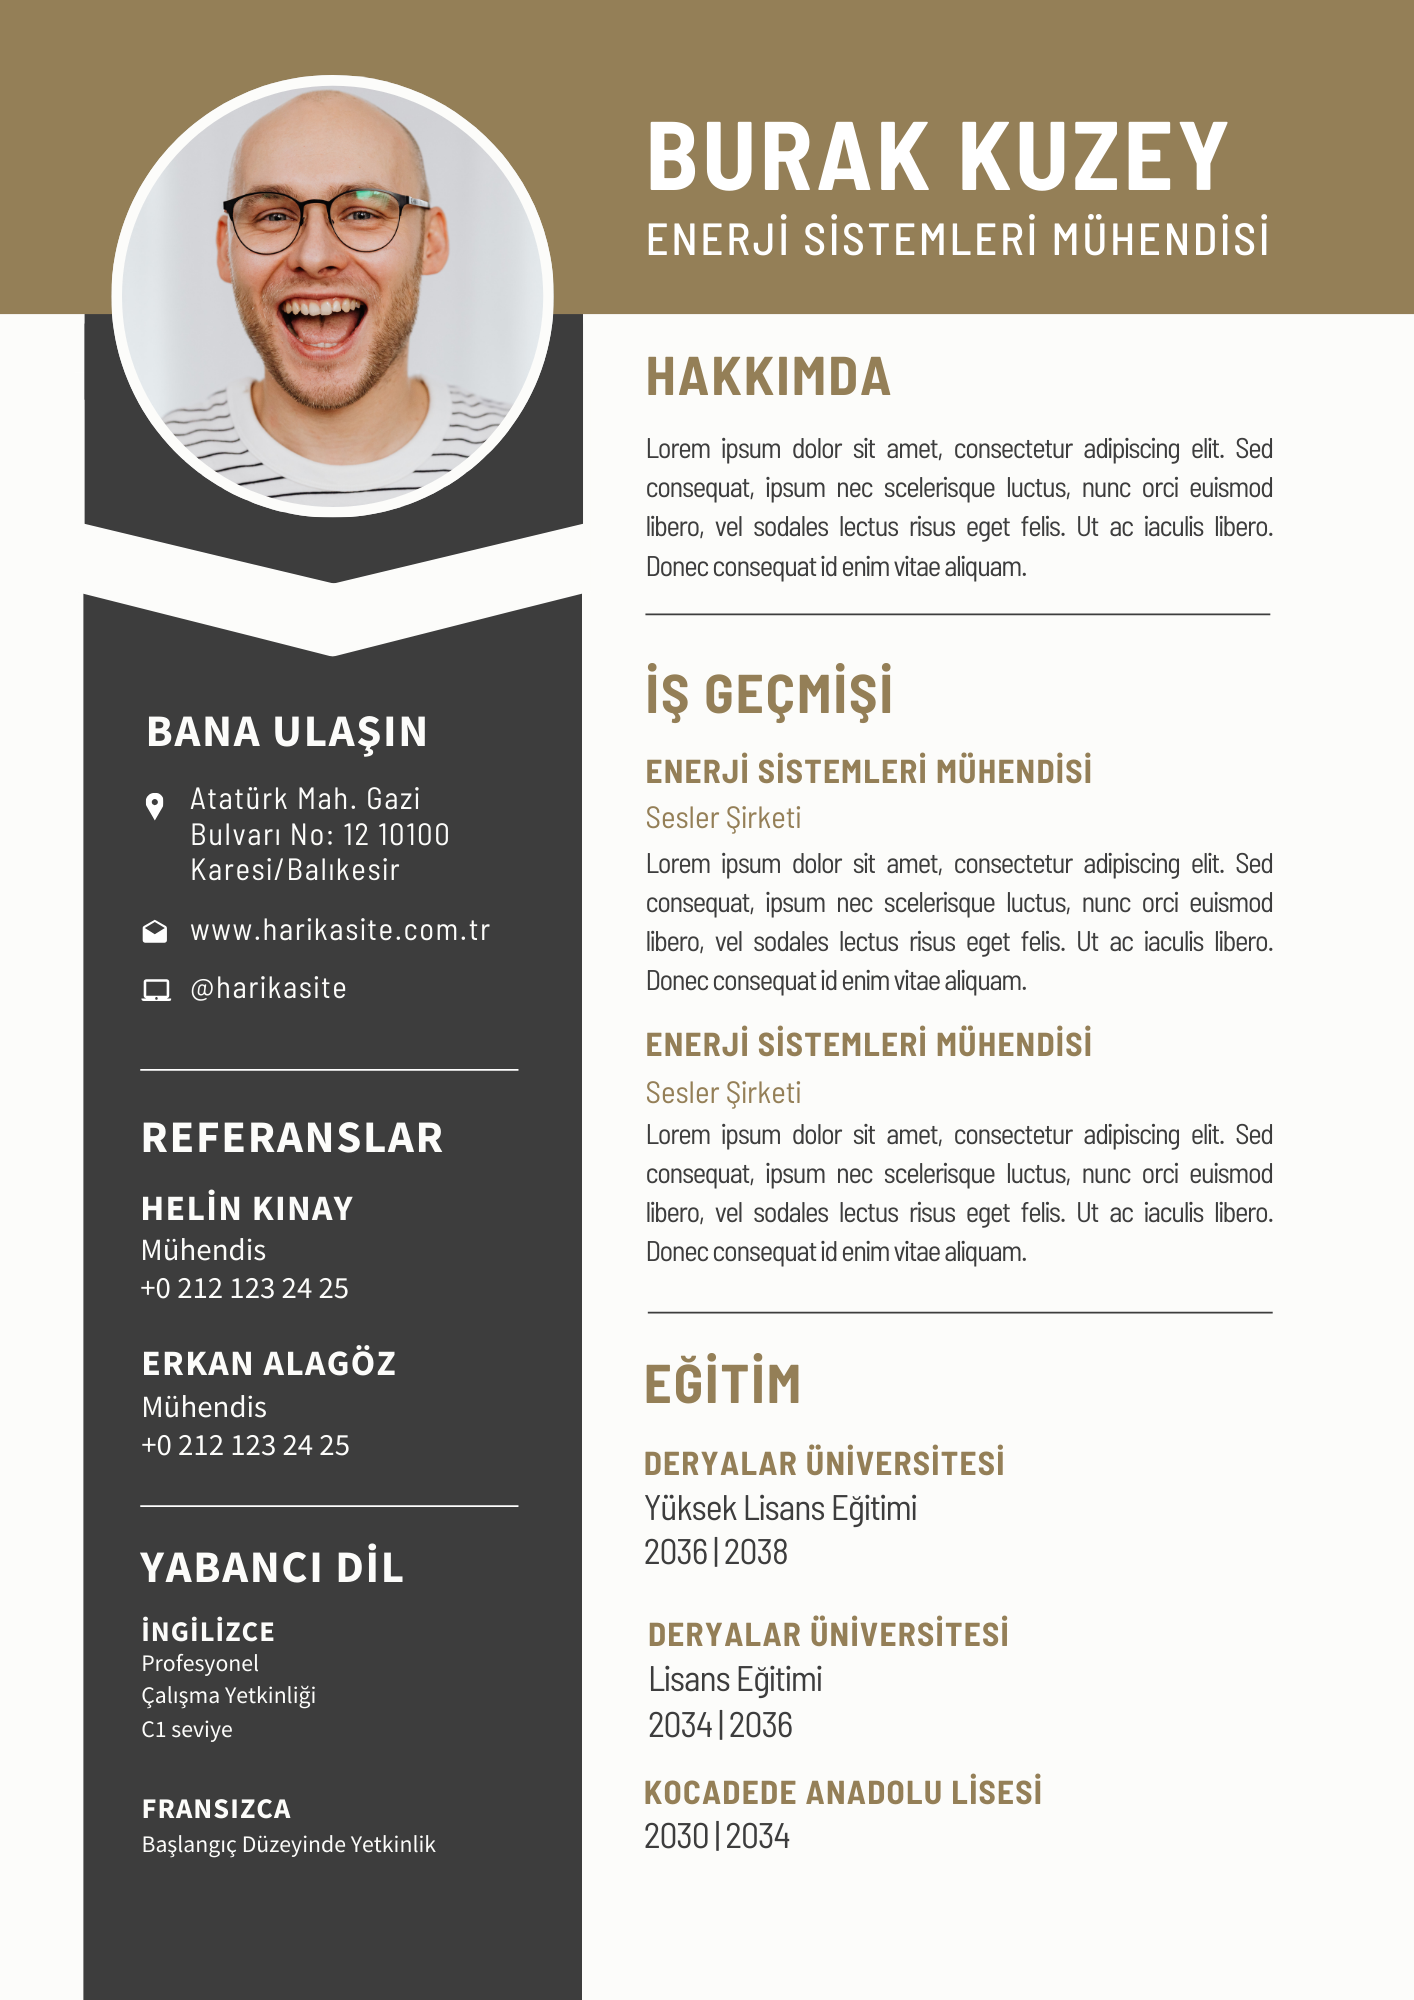 BURAK KUZEY
ENERJİ SİSTEMLERİ MÜHENDİSİ
BANA ULAŞIN
Atatürk Mah. Gazi
Bulvarı No: 12 10100
Karesi/Balıkesir
www.harikasite.com.tr
@harikasite
REFERANSLAR
HELİN KINAY
Mühendis
+0 212 123 24 25
ERKAN ALAGÖZ
Mühendis
+0 212 123 24 25
YABANCI DİL
İNGİLİZCE
Profesyonel
Çalışma Yetkinliği
C1 seviye
FRANSIZCA
Başlangıç Düzeyinde Yetkinlik
HAKKIMDA
Lorem ipsum dolor sit amet, consectetur adipiscing elit. Sed
consequat, ipsum nec scelerisque luctus, nunc orci euismod
libero, vel sodales lectus risus eget felis. Ut ac iaculis libero.
Donec consequat id enim vitae aliquam.
İŞ GEÇMİŞİ
ENERJİ SİSTEMLERİ MÜHENDİSİ
Sesler Şirketi
Lorem ipsum dolor sit amet, consectetur adipiscing elit. Sed
consequat, ipsum nec scelerisque luctus, nunc orci euismod
libero, vel sodales lectus risus eget felis. Ut ac iaculis libero.
Donec consequat id enim vitae aliquam.
ENERJİ SİSTEMLERİ MÜHENDİSİ
Sesler Şirketi
Lorem ipsum dolor sit amet, consectetur adipiscing elit. Sed
consequat, ipsum nec scelerisque luctus, nunc orci euismod
libero, vel sodales lectus risus eget felis. Ut ac iaculis libero.
Donec consequat id enim vitae aliquam.
EĞİTİM
DERYALAR ÜNİVERSİTESİ
Yüksek Lisans Eğitimi
2036 | 2038
DERYALAR ÜNİVERSİTESİ
Lisans Eğitimi
2034 | 2036
KOCADEDE ANADOLU LİSESİ
2030 | 2034